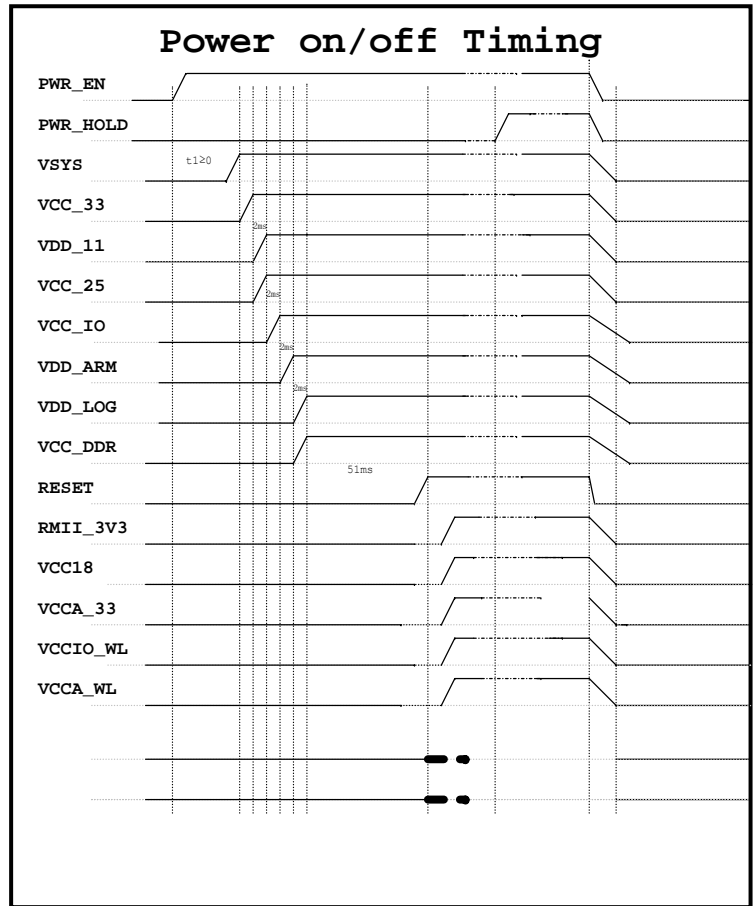 Power on/off Timing
PWR_EN
PWR_HOLD
VSYS t1≥0
VCC_33
2ms
VDD_11
VCC_25
2ms
VCC_IO
2ms
VDD_ARM
2ms
VDD_LOG
VCC_DDR
51ms
RESET
RMII_3V3
VCC18
VCCA_33
VCCIO_WL
VCCA_WL